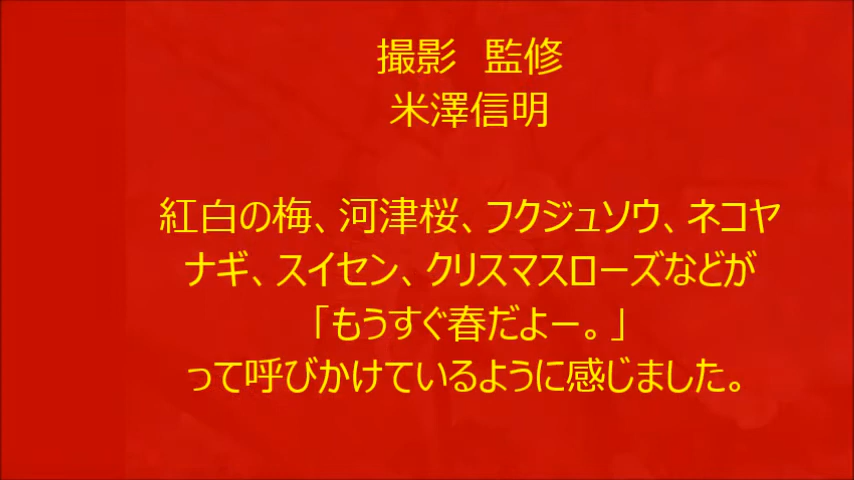 撮影　監修
米澤信明
紅白の梅、河津桜、フクジュソウ、ネコヤ
ナギ、スイセン、クリスマスローズなどが
「もうすぐ春だよー。」
って呼びかけているように感じました。